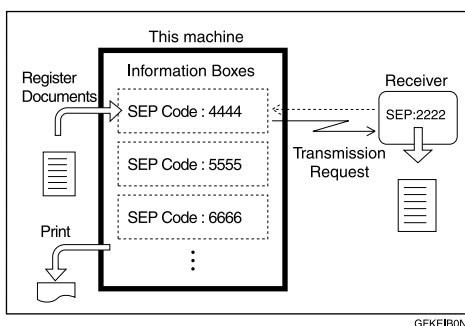 This machine
Information Boxes
Register
Documents
SEP Code : 4444
SEP Code : 5555
SEP Code : 6666
Print
Receiver
SEP:2222
Transmission
Request
GFKEIB0N